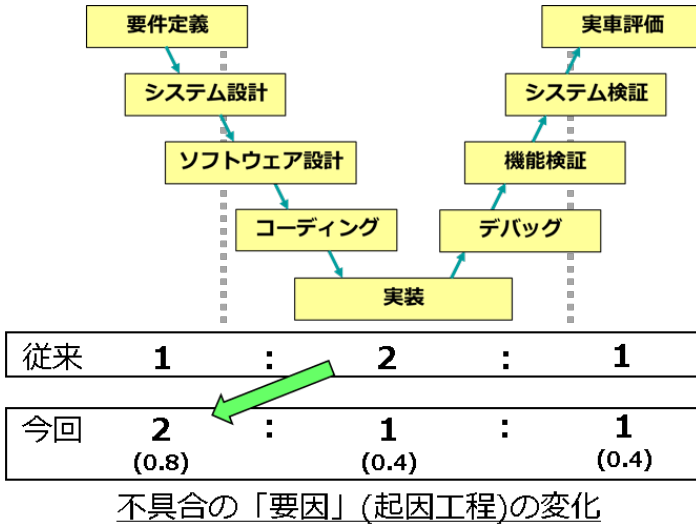 要件定義
実車評価
システム設計
システム検証
ソフトウェア設計
機能検証
コーディング
デバッグ
実装
従来 1 : 2 : 1
今回 2 : 1 : 1
(0.8) (0.4) (0.4)
不具合の「要因」(起因工程)の変化